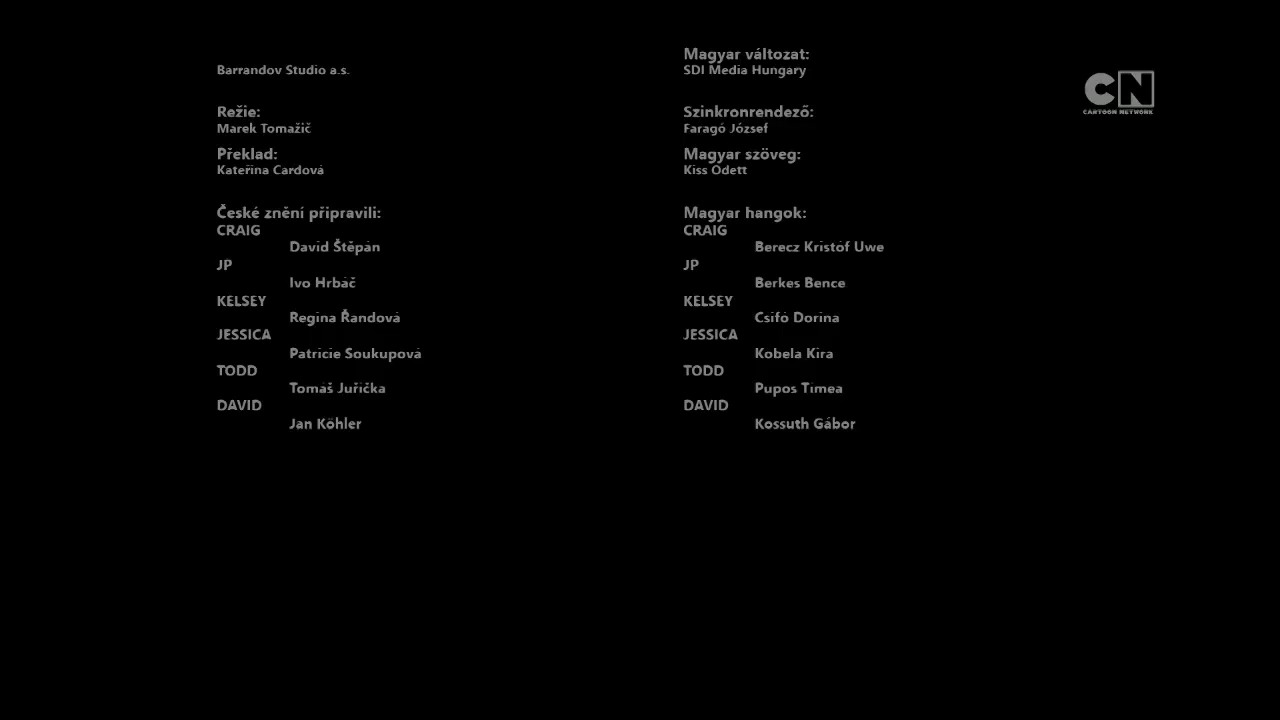 Barrandov Studio a.s.
Režie:
Marek Tomažič
Překlad:
Kateřina Cardová
České znění připravili:
CRAIG
David Štěpán
JP
Ivo Hrbáč
KELSEY
Regina Řandová
JESSICA
Patricie Soukupová
TODD
Tomáš Juřička
DAVID
Jan Köhler
Magyar változat:
SDI Media Hungary
Szinkronrendező:
Faragó József
Magyar szöveg:
Kiss Odett
Magyar hangok:
CRAIG
Berecz Kristóf Uwe
JP
Berkes Bence
KELSEY
Csifó Dorina
JESSICA
Kobela Kíra
TODD
Pupos Tímea
DAVID
Kossuth Gábor
CN
CARTOON NETWORK